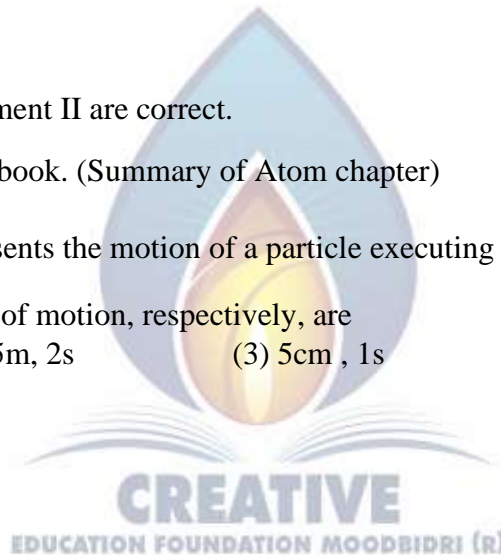 ment II are correct.
book. (Summary of Atom chapter)
sents the motion of a particle executing
of motion, respectively, are
5m, 2s (3) 5cm , 1s
CREATIVE
EDUCATION FOUNDATION MOODBIDRI (R)